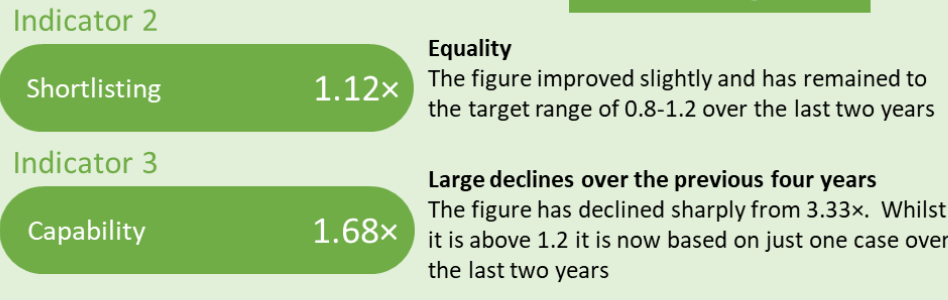 Indicator 2
Shortlisting 1.12×
Equality
The figure improved slightly and has remained to
the target range of 0.8-1.2 over the last two years
Indicator 3
Capability 1.68×
Large declines over the previous four years
The figure has declined sharply from 3.33×. Whilst
it is above 1.2 it is now based on just one case over
the last two years